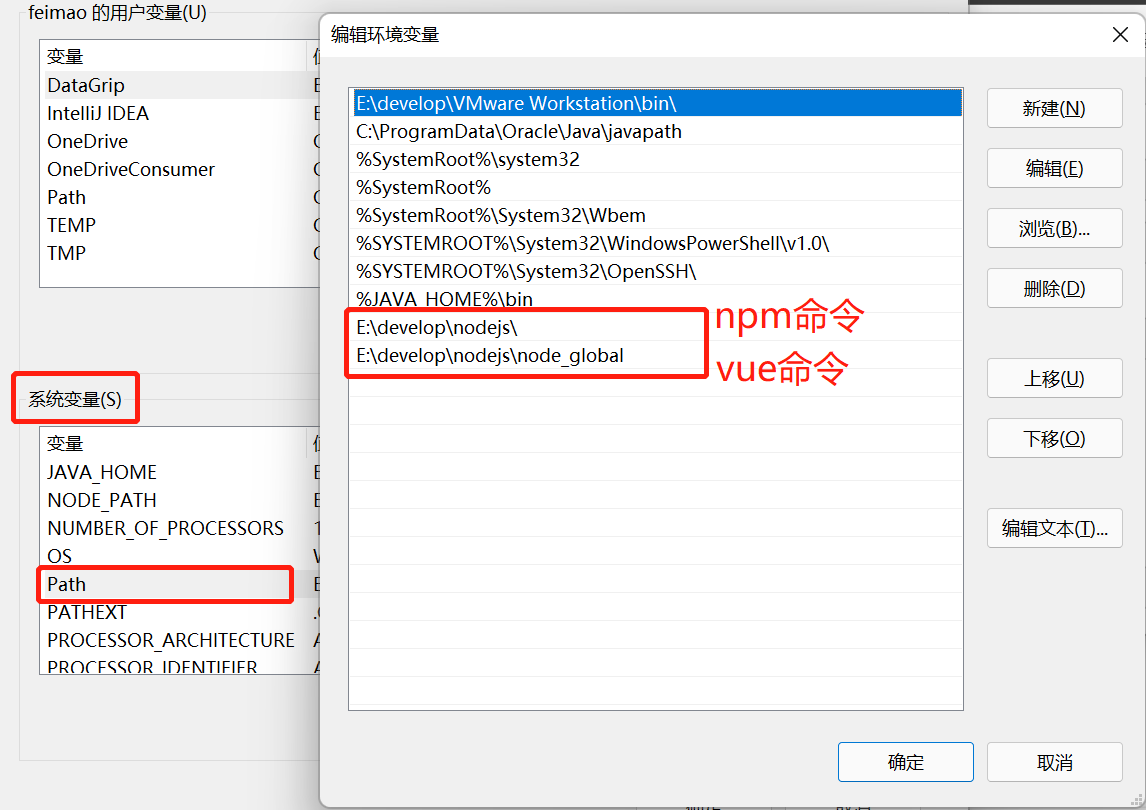 feimao 的用户变量(U)
变量
DataGrip
IntelliJ IDEA
OneDrive
OneDriveConsumer
Path
TEMP
TMP
系统变量(S)
变量
JAVA_HOME
NODE_PATH
NUMBER_OF_PROCESSORS
OS
Path
PATHEXT
PROCESSOR_ARCHITECTURE
PROCESSOR_IDENTIFIER
编辑环境变量
E:\develop\VMware Workstation\bin\
C:\ProgramData\Oracle\Java\javapath
%SystemRoot%\system32
%SystemRoot%
%SystemRoot%\System32\Wbem
%SYSTEMROOT%\System32\WindowsPowerShell\v1.0\
%SYSTEMROOT%\System32\OpenSSH\
%JAVA_HOME%\bin
E:\develop\nodejs\
E:\develop\nodejs\node_global
npm命令
vue命令
新建(N)
编辑(E)
浏览(B)...
删除(D)
上移(U)
下移(O)
编辑文本(T)...
确定
取消